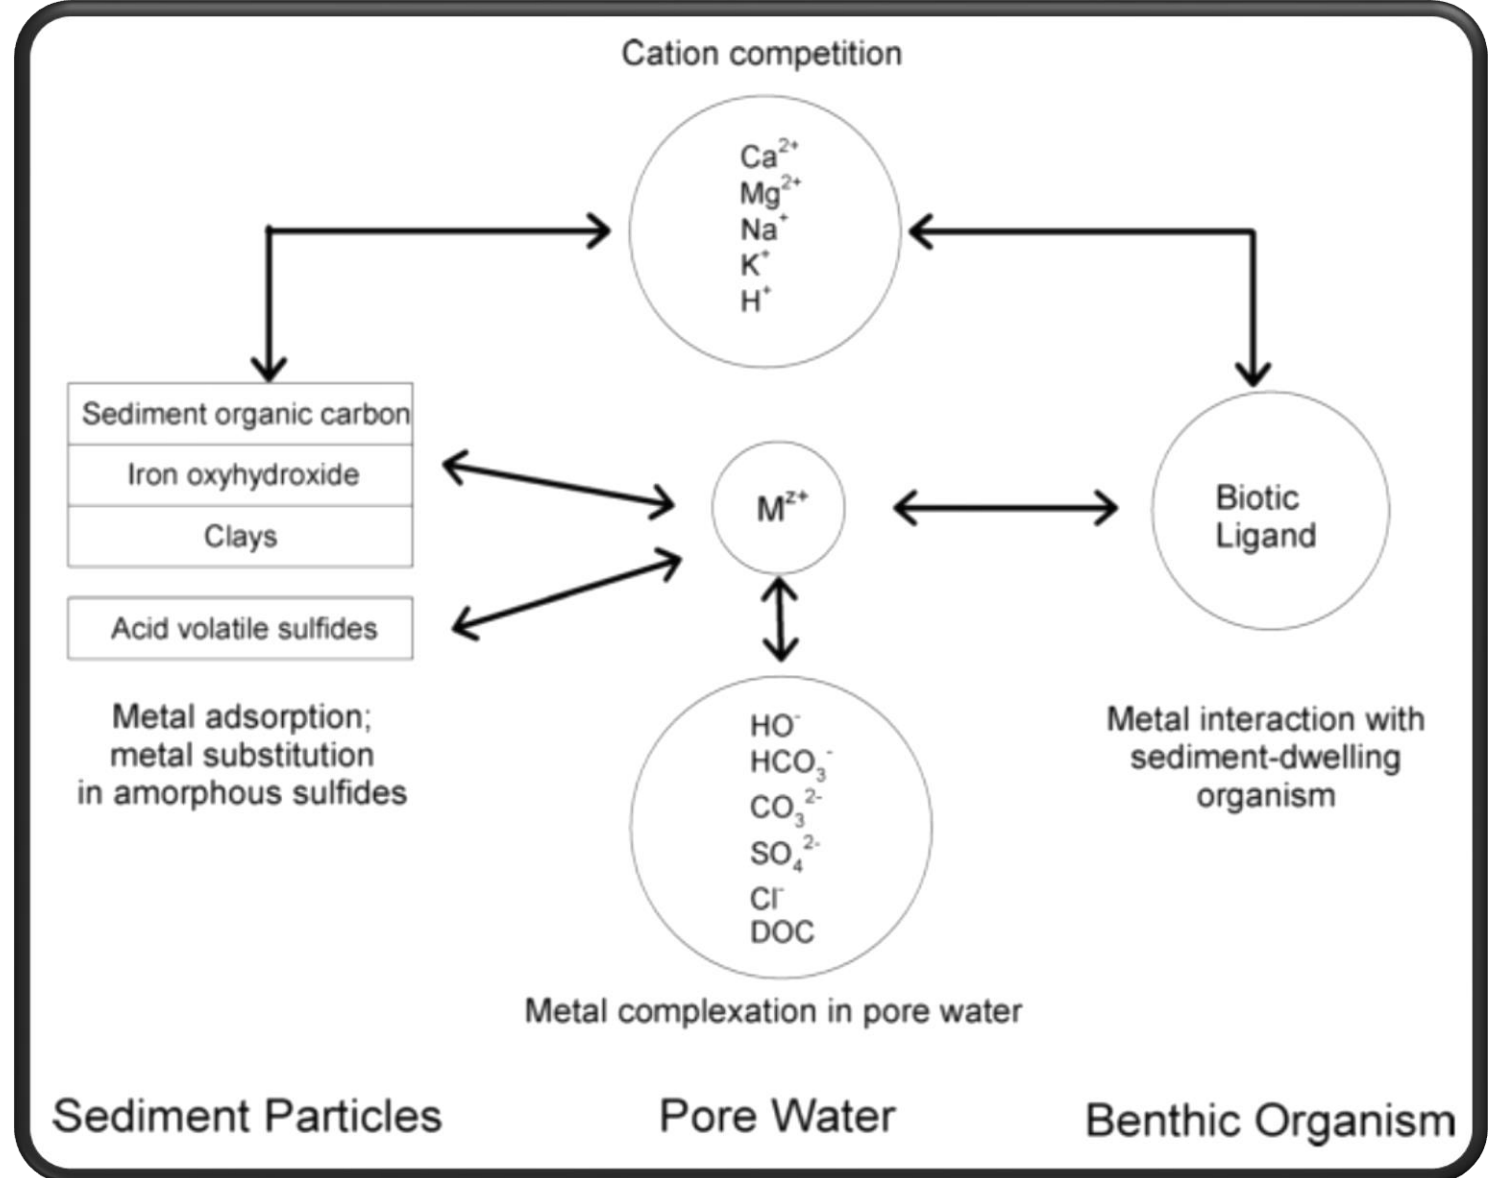 Cation competition
Ca²⁺
Mg²⁺
Na⁺
K⁺
H⁺
Sediment organic carbon
Iron oxyhydroxide
Clays
Acid volatile sulfides
Metal adsorption;
metal substitution
in amorphous sulfides
Mᶻ⁺
Biotic
Ligand
Metal interaction with
sediment-dwelling
organism
HO⁻
HCO₃⁻
CO₃²⁻
SO₄²⁻
Cl⁻
DOC
Metal complexation in pore water
Sediment Particles
Pore Water
Benthic Organism